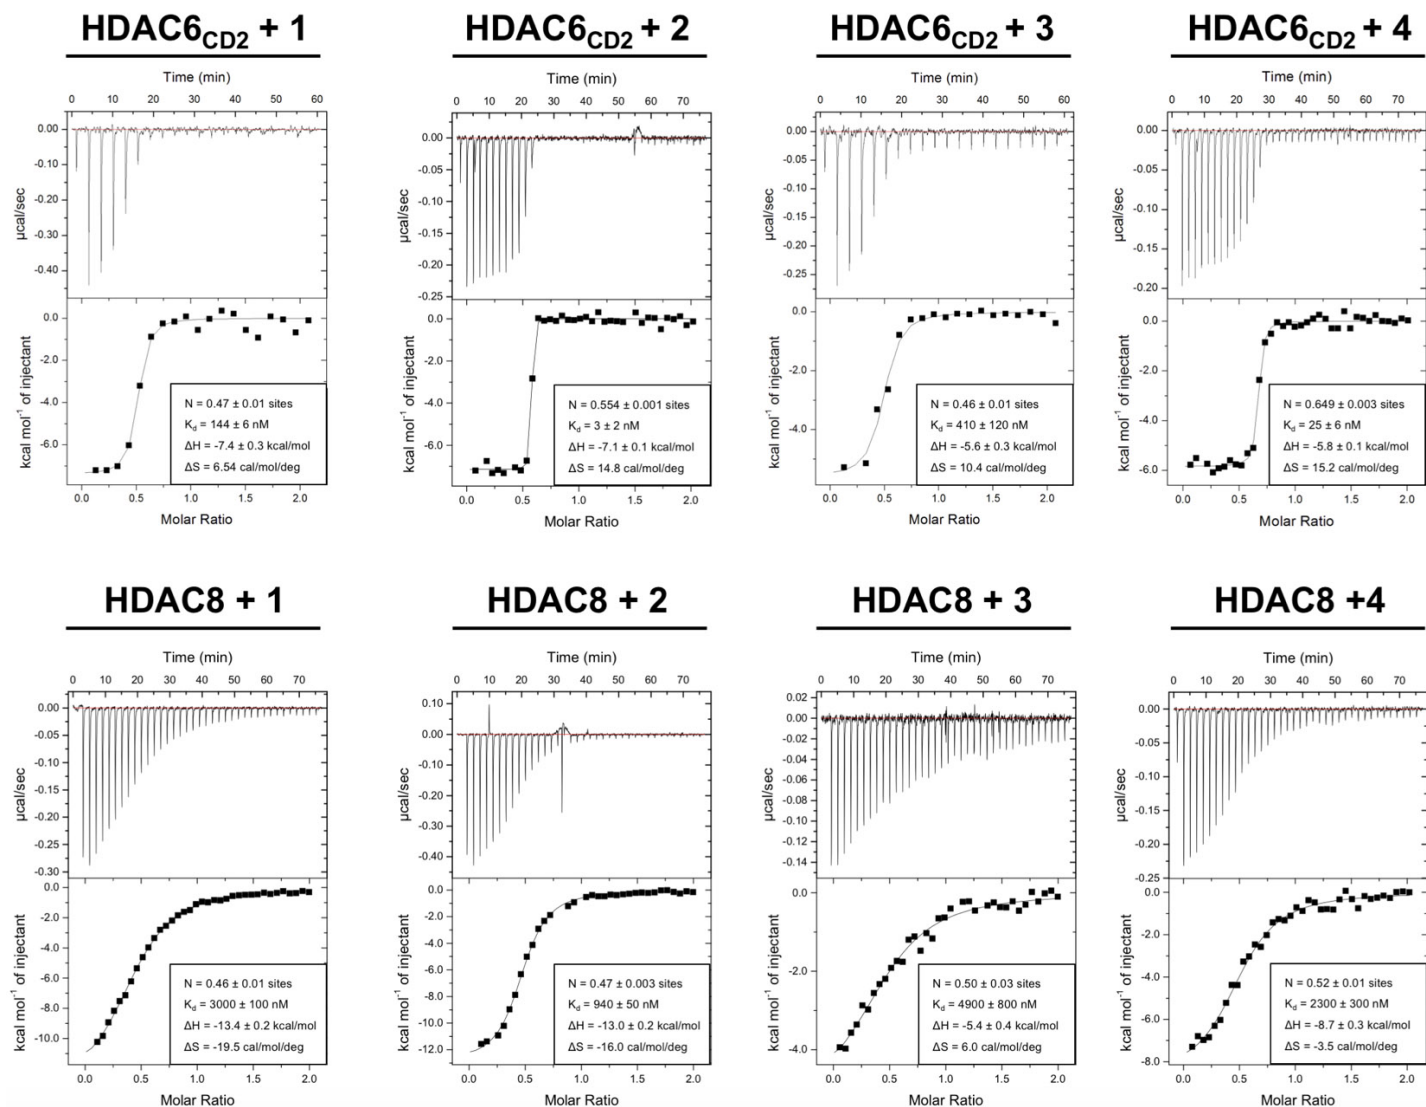 HDAC6CD2 + 1
Time (min)
0 10 20 30 40 50 60
0.00
-0.10
-0.20
-0.30
-0.40
µcal/sec
0.0
-2.0
-4.0
-6.0
kcal mol-1 of injectant
N = 0.47 ± 0.01 sites
Kd = 144 ± 6 nM
ΔH = -7.4 ± 0.3 kcal/mol
ΔS = 6.54 cal/mol/deg
0.0 0.5 1.0 1.5 2.0
Molar Ratio
HDAC6CD2 + 2
Time (min)
0 10 20 30 40 50 60 70
0.00
-0.05
-0.10
-0.15
-0.20
-0.25
µcal/sec
0.0
-2.0
-4.0
-6.0
kcal mol-1 of injectant
N = 0.554 ± 0.001 sites
Kd = 3 ± 2 nM
ΔH = -7.1 ± 0.1 kcal/mol
ΔS = 14.8 cal/mol/deg
0.0 0.5 1.0 1.5 2.0
Molar Ratio
HDAC6CD2 + 3
Time (min)
0 10 20 30 40 50 60
0.00
-0.05
-0.10
-0.15
-0.20
-0.25
µcal/sec
0.0
-2.0
-4.0
kcal mol-1 of injectant
N = 0.46 ± 0.01 sites
Kd = 410 ± 120 nM
ΔH = -5.6 ± 0.3 kcal/mol
ΔS = 10.4 cal/mol/deg
0.0 0.5 1.0 1.5 2.0
Molar Ratio
HDAC6CD2 + 4
Time (min)
0 10 20 30 40 50 60 70
0.00
-0.05
-0.10
-0.15
-0.20
µcal/sec
0.0
-2.0
-4.0
-6.0
kcal mol-1 of injectant
N = 0.649 ± 0.003 sites
Kd = 25 ± 6 nM
ΔH = -5.8 ± 0.1 kcal/mol
ΔS = 15.2 cal/mol/deg
0.0 0.5 1.0 1.5 2.0
Molar Ratio
HDAC8 + 1
Time (min)
0 10 20 30 40 50 60 70
0.00
-0.05
-0.10
-0.15
-0.20
-0.25
-0.30
µcal/sec
0.0
-2.0
-4.0
-6.0
-8.0
-10.0
kcal mol-1 of injectant
N = 0.46 ± 0.01 sites
Kd = 3000 ± 100 nM
ΔH = -13.4 ± 0.2 kcal/mol
ΔS = -19.5 cal/mol/deg
0.0 0.5 1.0 1.5 2.0
Molar Ratio
HDAC8 + 2
Time (min)
0 10 20 30 40 50 60 70
0.10
0.00
-0.10
-0.20
-0.30
-0.40
µcal/sec
0.0
-2.0
-4.0
-6.0
-8.0
-10.0
-12.0
kcal mol-1 of injectant
N = 0.47 ± 0.003 sites
Kd = 940 ± 50 nM
ΔH = -13.0 ± 0.2 kcal/mol
ΔS = -16.0 cal/mol/deg
0.0 0.5 1.0 1.5 2.0
Molar Ratio
HDAC8 + 3
Time (min)
0 10 20 30 40 50 60 70
0.02
0.00
-0.02
-0.04
-0.06
-0.08
-0.10
-0.12
-0.14
µcal/sec
0.0
-2.0
-4.0
kcal mol-1 of injectant
N = 0.50 ± 0.03 sites
Kd = 4900 ± 800 nM
ΔH = -5.4 ± 0.4 kcal/mol
ΔS = 6.0 cal/mol/deg
0.0 0.5 1.0 1.5 2.0
Molar Ratio
HDAC8 +4
Time (min)
0 10 20 30 40 50 60 70
0.00
-0.05
-0.10
-0.15
-0.20
-0.25
µcal/sec
0.0
-2.0
-4.0
-6.0
-8.0
kcal mol-1 of injectant
N = 0.52 ± 0.01 sites
Kd = 2300 ± 300 nM
ΔH = -8.7 ± 0.3 kcal/mol
ΔS = -3.5 cal/mol/deg
0.0 0.5 1.0 1.5 2.0
Molar Ratio